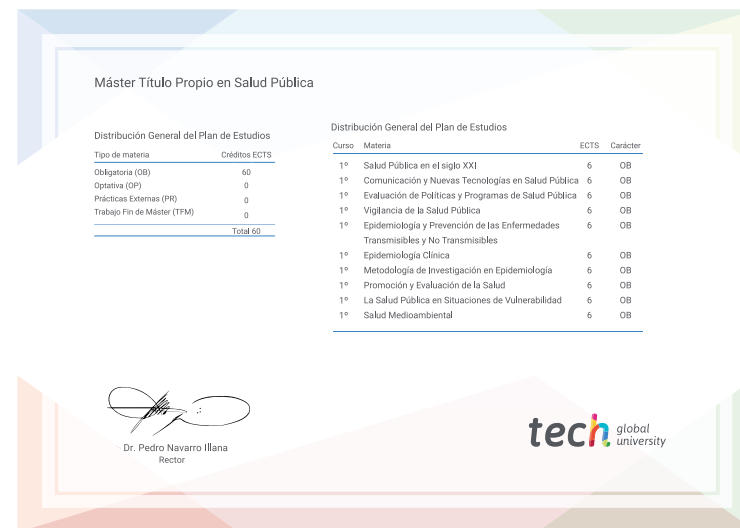 Máster Título Propio en Salud Pública
Distribución General del Plan de Estudios
Tipo de materia Créditos ECTS
Obligatoria (OB) 60
Optativa (OP) 0
Prácticas Externas (PR) 0
Trabajo Fin de Máster (TFM) 0
Total 60
Distribución General del Plan de Estudios
Curso Materia ECTS Carácter
1º Salud Pública en el siglo XXI 6 OB
1º Comunicación y Nuevas Tecnologías en Salud Pública 6 OB
1º Evaluación de Políticas y Programas de Salud Pública 6 OB
1º Vigilancia de la Salud Pública 6 OB
1º Epidemiología y Prevención de las Enfermedades 6 OB
Transmisibles y No Transmisibles
1º Epidemiología Clínica 6 OB
1º Metodología de Investigación en Epidemiología 6 OB
1º Promoción y Evaluación de la Salud 6 OB
1º La Salud Pública en Situaciones de Vulnerabilidad 6 OB
1º Salud Medioambiental 6 OB
Dr. Pedro Navarro Illana
Rector
tech global
university